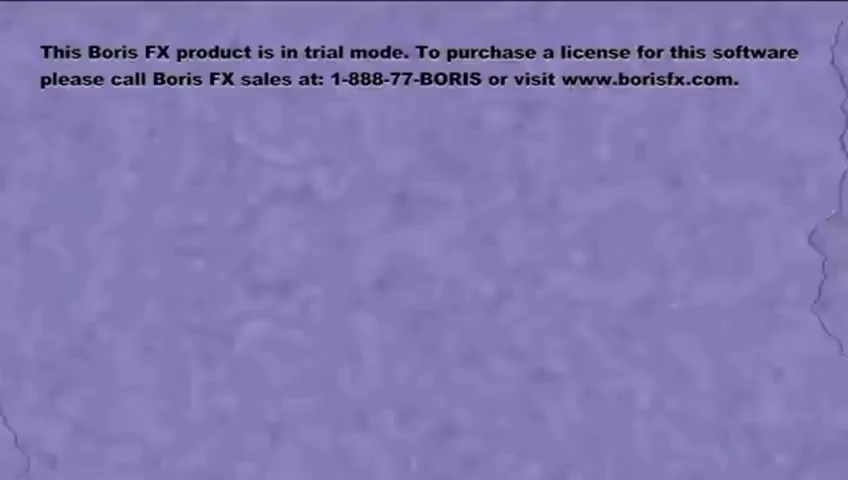 This Boris FX product is in trial mode. To purchase a license for this software
please call Boris FX sales at: 1-888-77-BORIS or visit www.borisfx.com.